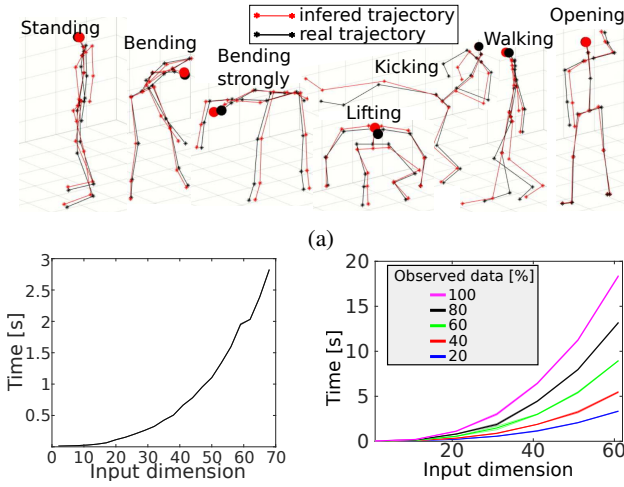 infered trajectory
real trajectory
Standing
Bending
Bending
strongly
Kicking
Lifting
Walking
Opening
(a)
3
2.5
2
1.5
1
0.5
Time [s]
0 10 20 30 40 50 60 70
Input dimension
20
15
10
5
0
Time [s]
Observed data [%]
100
80
60
40
20
20 40 60
Input dimension